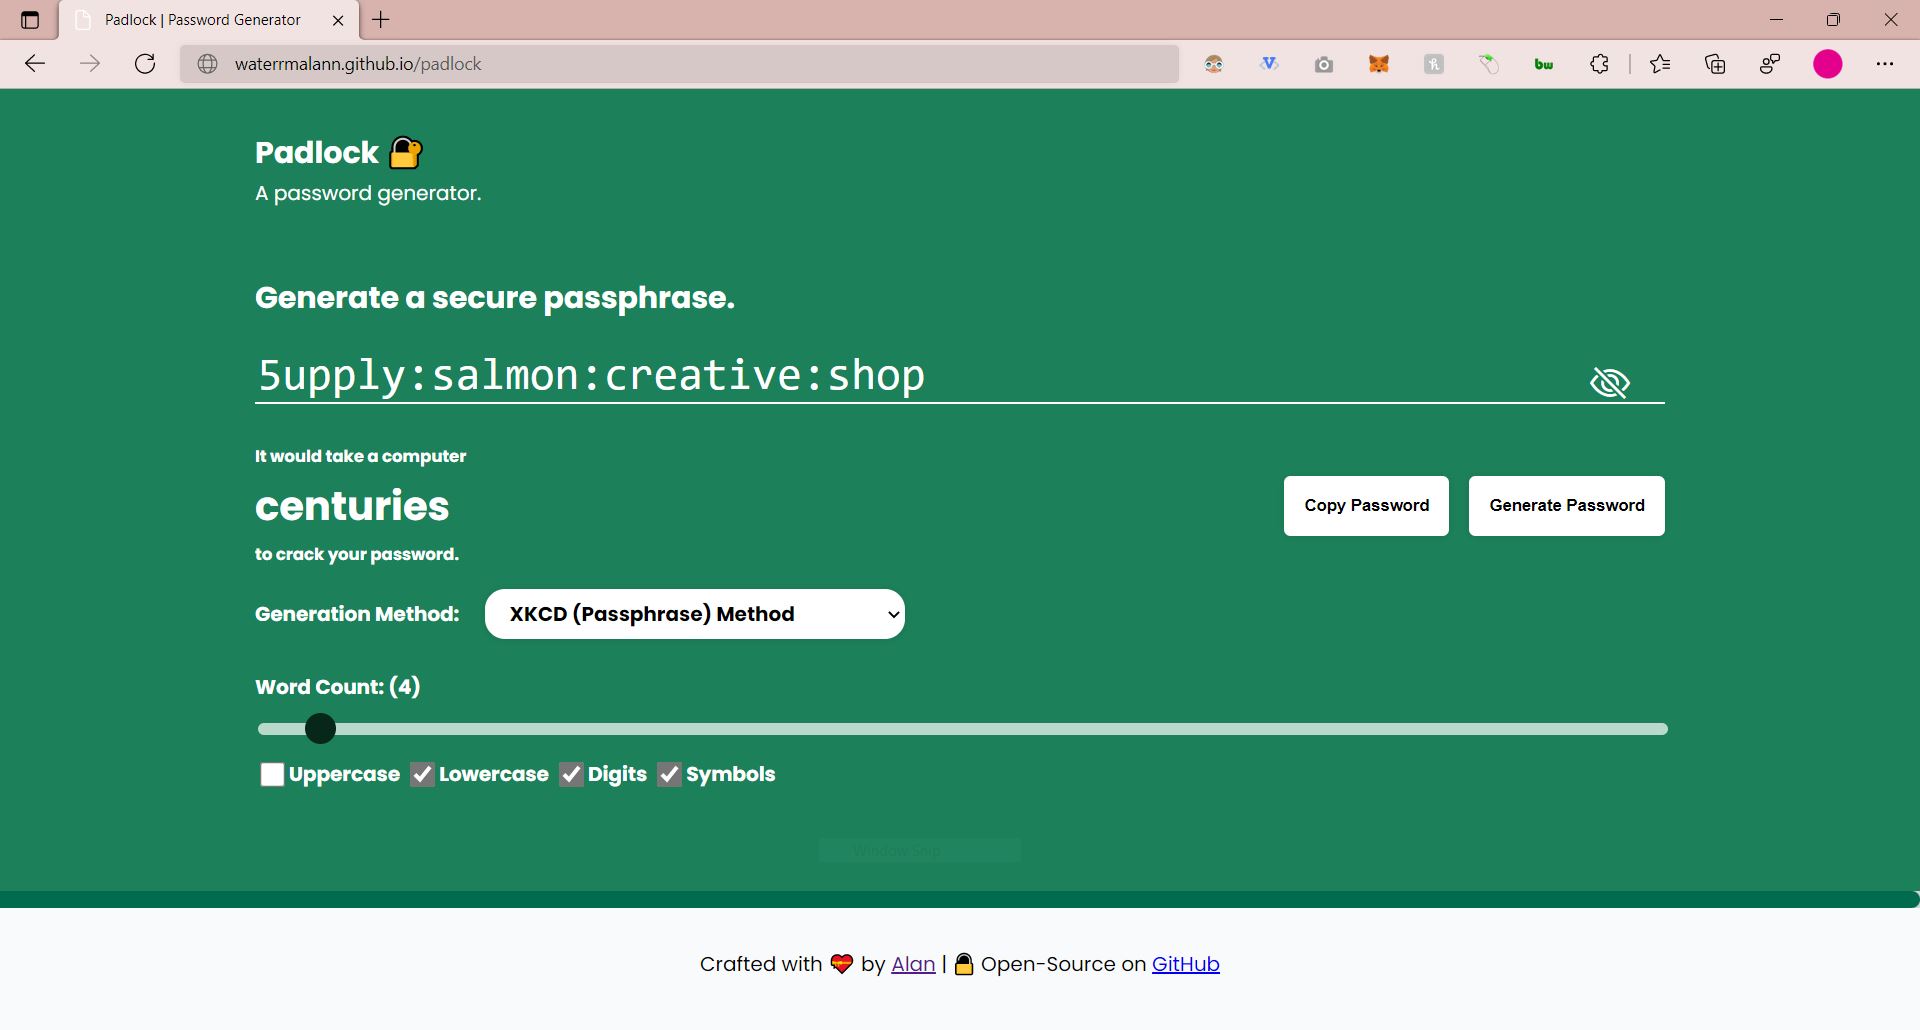 Padlock | Password Generator
waterrmalann.github.io/padlock
bw
Padlock
A password generator.
Generate a secure passphrase.
5upply:salmon:creative:shop
It would take a computer
centuries
to crack your password.
Copy Password
Generate Password
Generation Method:
XKCD (Passphrase) Method
Word Count: (4)
Uppercase Lowercase Digits Symbols
Window Snip
Crafted with ❤️ by Alan | 🔒 Open-Source on GitHub